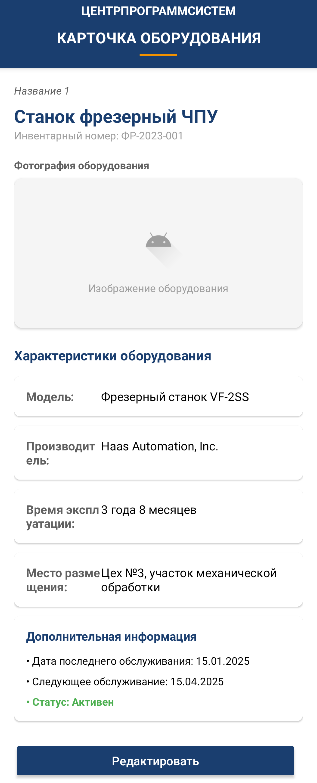 ЦЕНТРПРОГРАММСИСТЕМ
КАРТОЧКА ОБОРУДОВАНИЯ
Название 1
Станок фрезерный ЧПУ
Инвентарный номер: ФР-2023-001
Фотография оборудования
Изображение оборудования
Характеристики оборудования
Модель: Фрезерный станок VF-2SS
Производит Haas Automation, Inc.
ель:
Время экспл 3 года 8 месяцев
уатации:
Место разме Цех №3, участок механической
щения: обработки
Дополнительная информация
• Дата последнего обслуживания: 15.01.2025
• Следующее обслуживание: 15.04.2025
• Статус: Активен
Редактировать